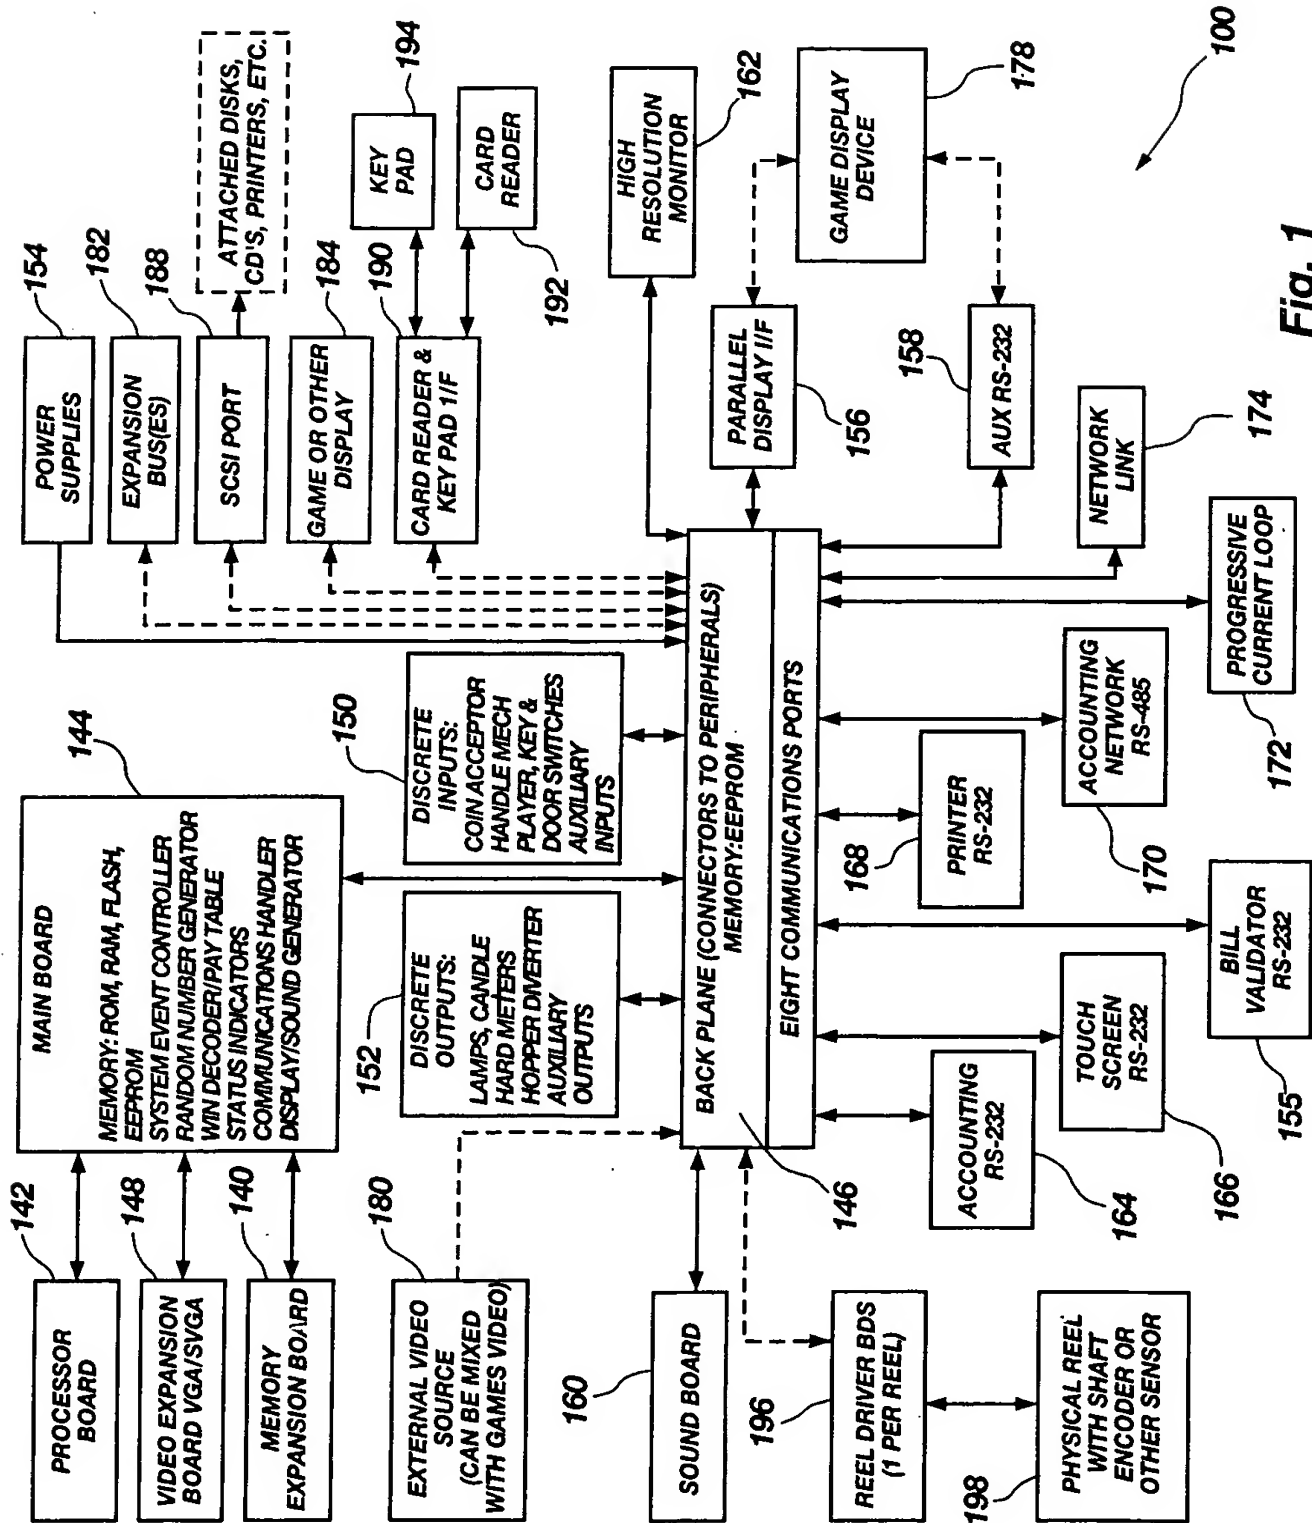 142
PROCESSOR
BOARD
148
VIDEO EXPANSION
BOARD VGA/SVGA
140
MEMORY
EXPANSION BOARD
144
MAIN BOARD
MEMORY: ROM, RAM, FLASH,
EEPROM
SYSTEM EVENT CONTROLLER
RANDOM NUMBER GENERATOR
WIN DECODER/PAY TABLE
STATUS INDICATORS
COMMUNICATIONS HANDLER
DISPLAY/SOUND GENERATOR
154
POWER
SUPPLIES
182
EXPANSION
BUS(ES)
188
SCSI PORT
ATTACHED DISKS,
CD'S, PRINTERS, ETC.
184
GAME OR OTHER
DISPLAY
190
CARD READER &
KEY PAD 1/F
194
KEY
PAD
CARD
READER
192
180
EXTERNAL VIDEO
SOURCE
(CAN BE MIXED
WITH GAMES VIDEO)
152
DISCRETE
OUTPUTS:
LAMPS, CANDLE
HARD METERS
HOPPER DIVERTER
AUXILIARY
OUTPUTS
150
DISCRETE
INPUTS:
COIN ACCEPTOR
HANDLE MECH
PLAYER, KEY &
DOOR SWITCHES
AUXILIARY
INPUTS
HIGH
RESOLUTION
MONITOR
162
160
SOUND BOARD
BACK PLANE (CONNECTORS TO PERIPHERALS)
MEMORY:EEPROM
EIGHT COMMUNICATIONS PORTS
146
PARALLEL
DISPLAY I/F
156
GAME DISPLAY
DEVICE
178
158
AUX RS-232
196
REEL DRIVER BDS
(1 PER REEL)
198
PHYSICAL REEL
WITH SHAFT
ENCODER OR
OTHER SENSOR
ACCOUNTING
RS-232
164
TOUCH
SCREEN
RS-232
166
BILL
VALIDATOR
RS-232
155
168
PRINTER
RS-232
ACCOUNTING
NETWORK
RS-485
170
PROGRESSIVE
CURRENT LOOP
172
NETWORK
LINK
174
100
Fig. 1